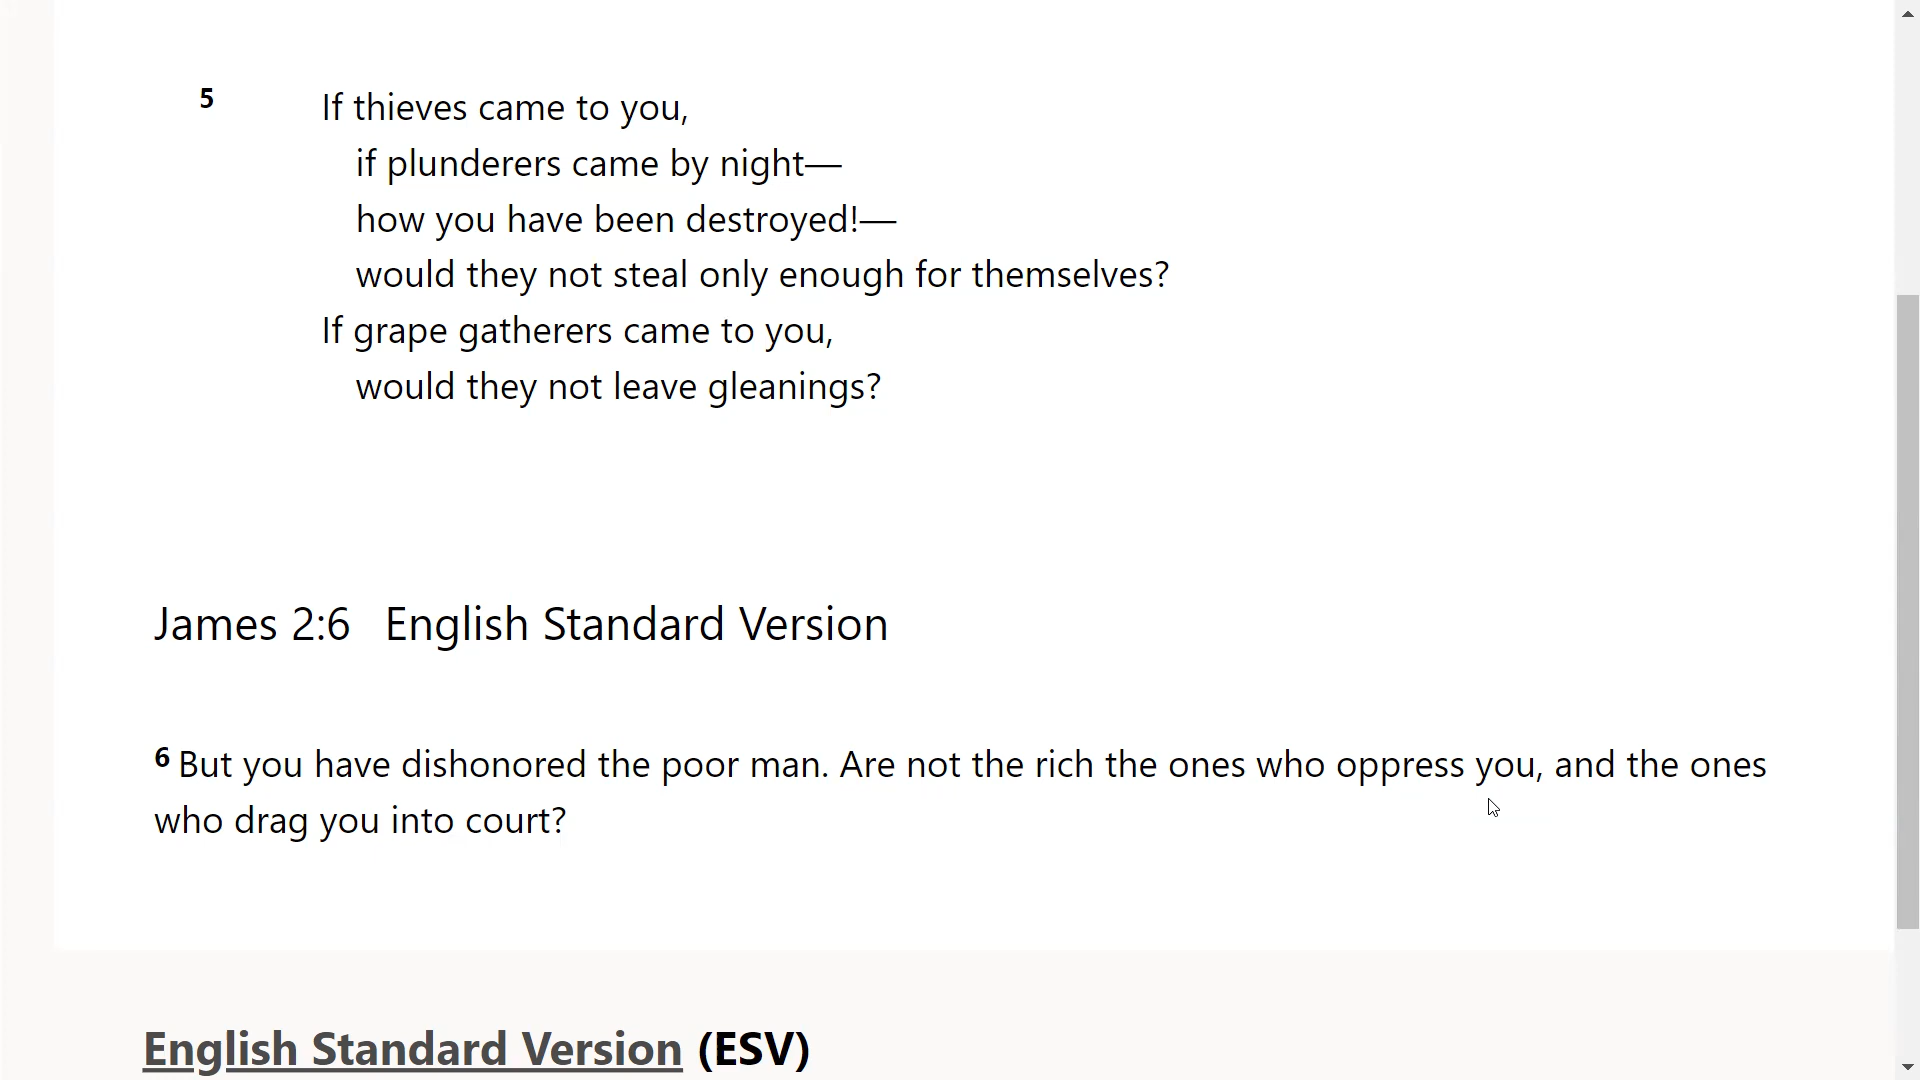 5 If thieves came to you,
if plunderers came by night—
how you have been destroyed!—
would they not steal only enough for themselves?
If grape gatherers came to you,
would they not leave gleanings?
James 2:6 English Standard Version
6 But you have dishonored the poor man. Are not the rich the ones who oppress you, and the ones
who drag you into court?
English Standard Version (ESV)